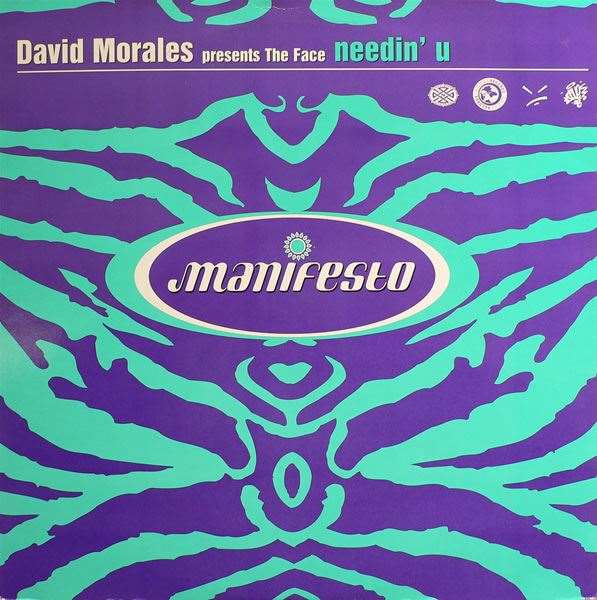 David Morales presents The Face needin' u
manifesto